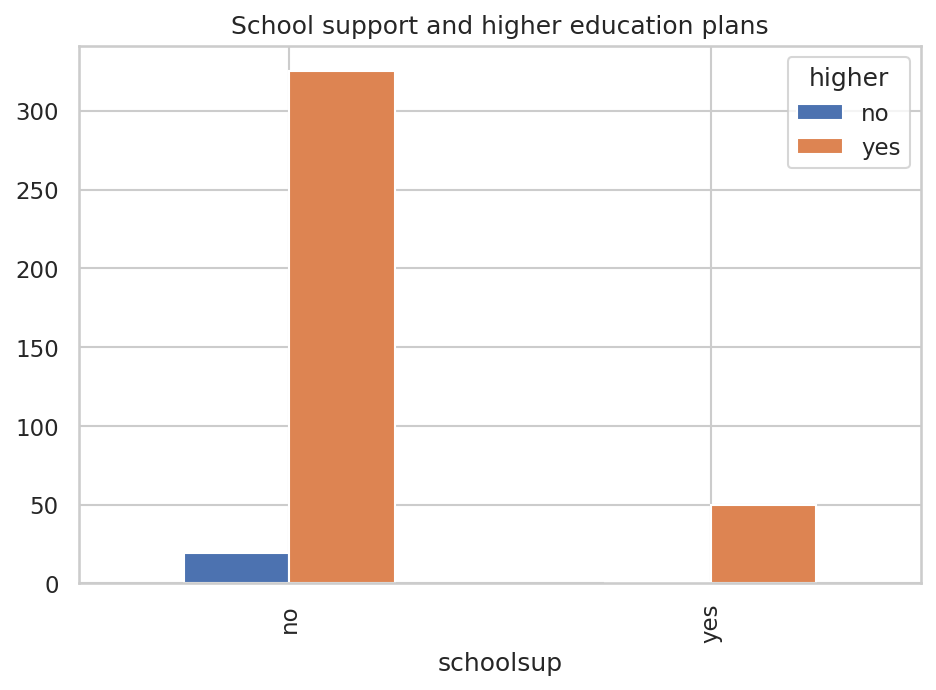 School support and higher education plans
higher
no
yes
300
250
200
150
100
50
0
no
yes
schoolsup